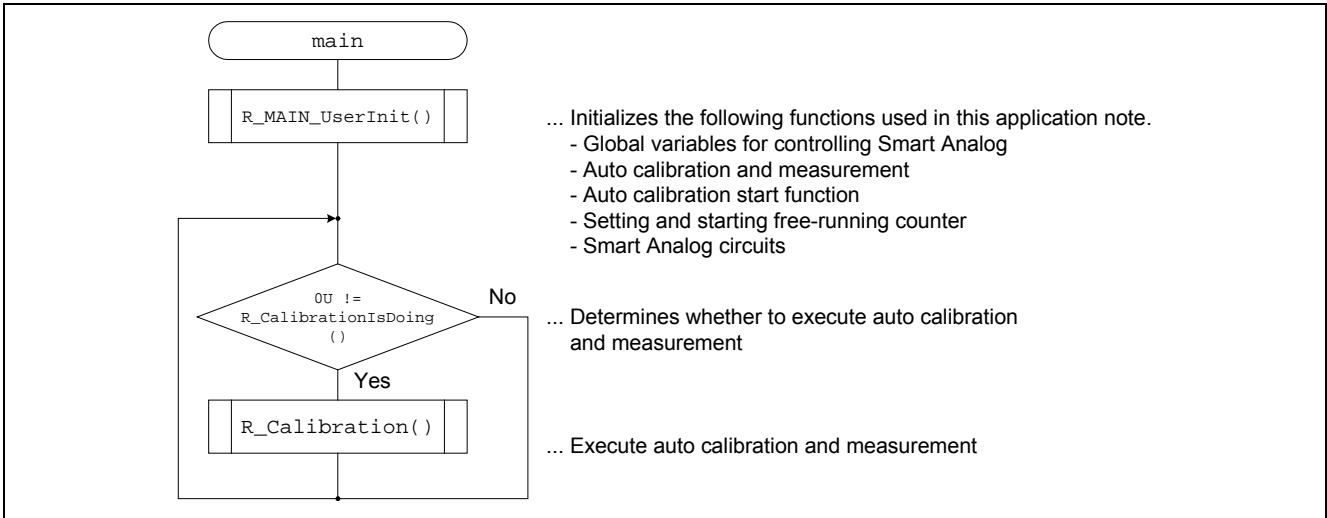 main
R_MAIN_UserInit()
... Initializes the following functions used in this application note.
- Global variables for controlling Smart Analog
- Auto calibration and measurement
- Auto calibration start function
- Setting and starting free-running counter
- Smart Analog circuits
0U !=
R_CalibrationIsDoing
()
No
... Determines whether to execute auto calibration
and measurement
Yes
R_Calibration()
... Execute auto calibration and measurement